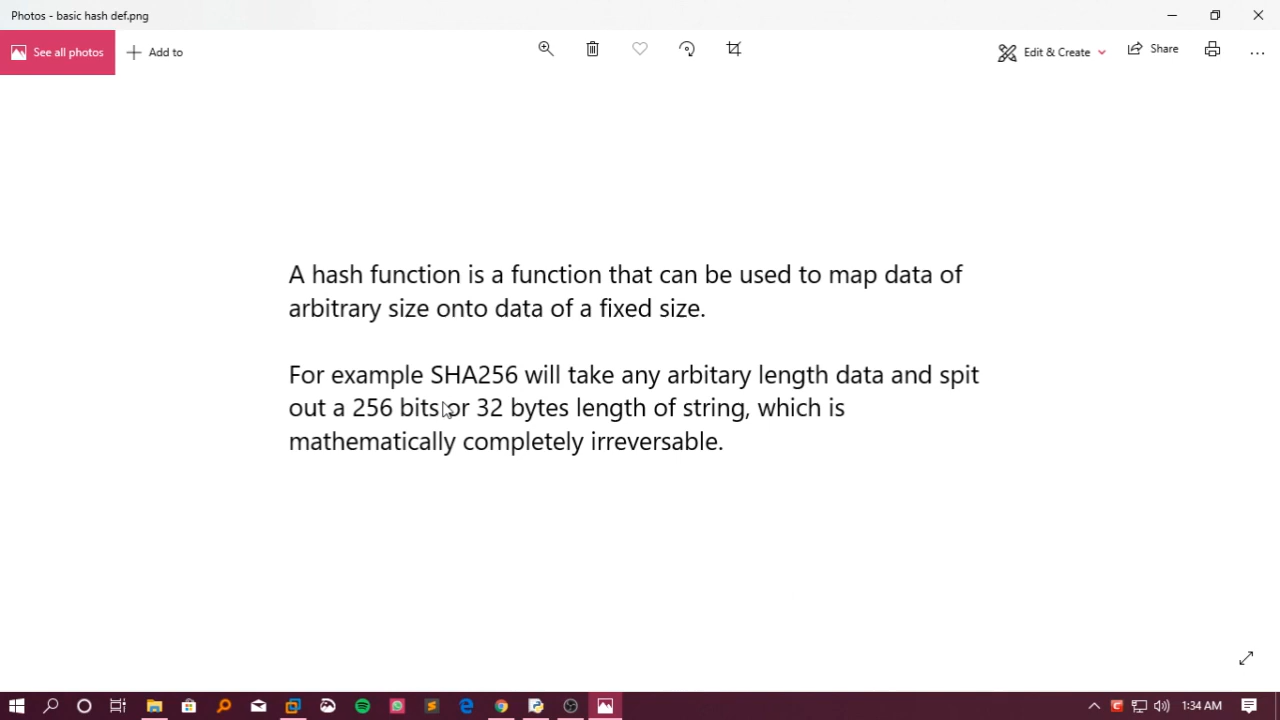 Photos - basic hash def.png
See all photos
Add to
Edit & Create
Share
A hash function is a function that can be used to map data of
arbitrary size onto data of a fixed size.
For example SHA256 will take any arbitary length data and spit
out a 256 bits or 32 bytes length of string, which is
mathematically completely irreversable.
1:34 AM